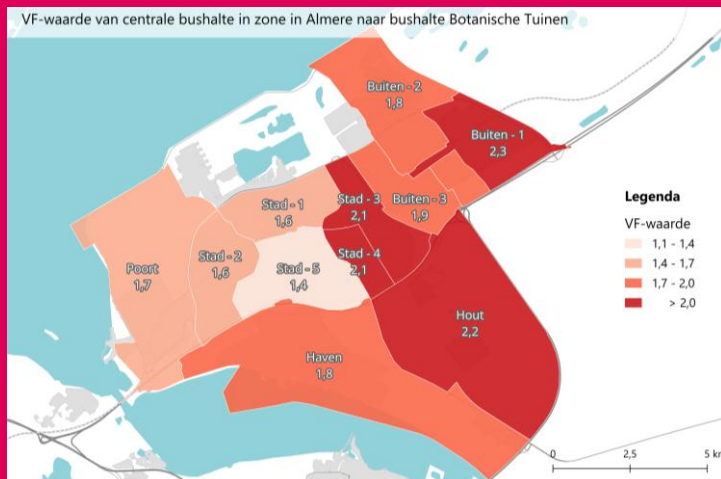 VF-waarde van centrale bushalte in zone in Almere naar bushalte Botanische Tuinen
Buiten - 2
1,8
Buiten - 1
2,3
Stad - 3
2,1
Buiten - 3
1,9
Stad - 1
1,6
Stad - 2
1,6
Stad - 4
2,1
Poort
1,7
Stad - 5
1,4
Hout
2,2
Haven
1,8
Legenda
VF-waarde
1,1 - 1,4
1,4 - 1,7
1,7 - 2,0
> 2,0
0 2,5 5 km